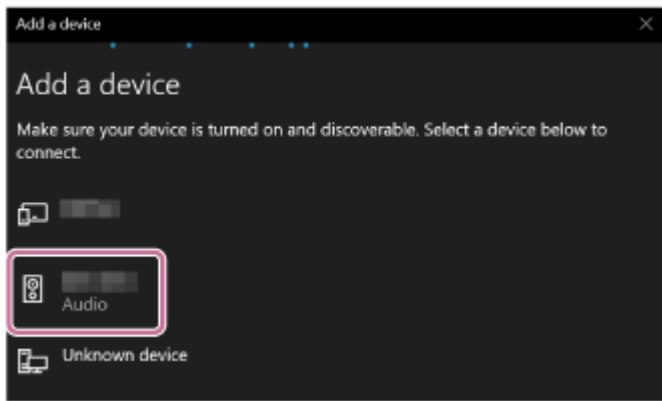 Add a device
Add a device
Make sure your device is turned on and discoverable. Select a device below to
connect.
Audio
Unknown device